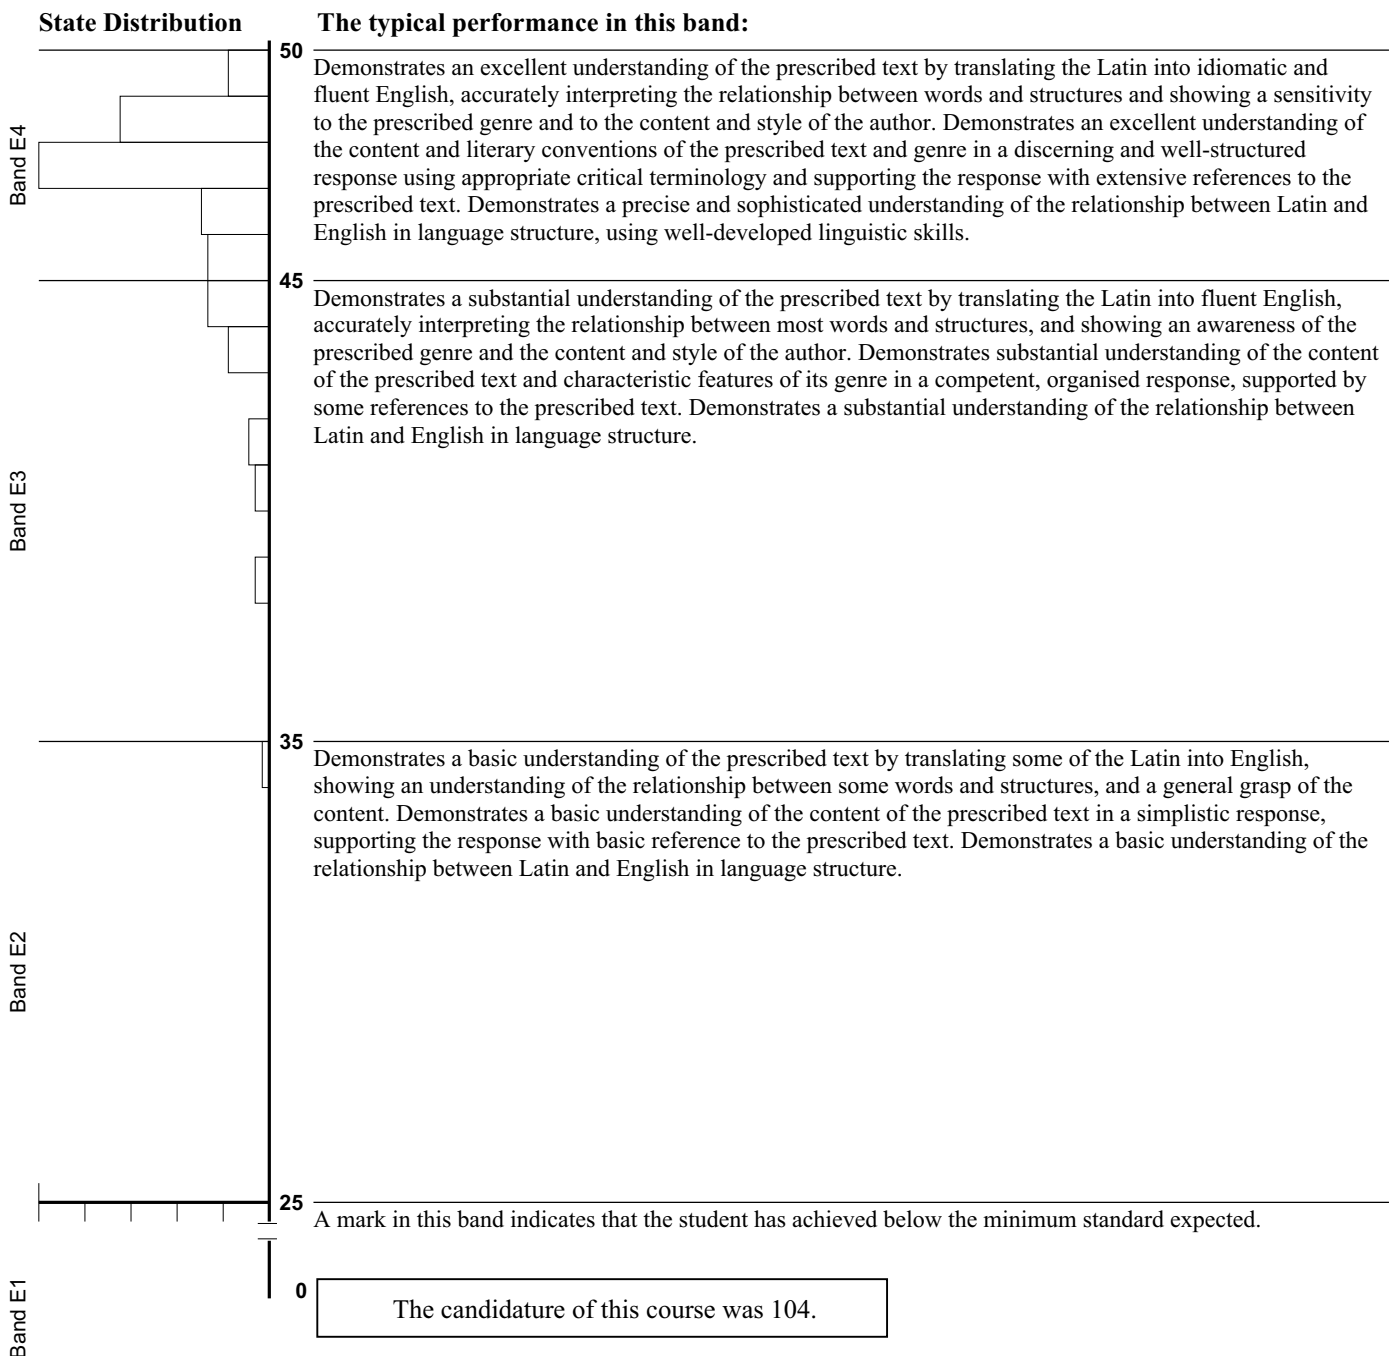 State Distribution
The typical performance in this band:
50
Demonstrates an excellent understanding of the prescribed text by translating the Latin into idiomatic and
fluent English, accurately interpreting the relationship between words and structures and showing a sensitivity
to the prescribed genre and to the content and style of the author. Demonstrates an excellent understanding of
the content and literary conventions of the prescribed text and genre in a discerning and well-structured
response using appropriate critical terminology and supporting the response with extensive references to the
prescribed text. Demonstrates a precise and sophisticated understanding of the relationship between Latin and
English in language structure, using well-developed linguistic skills.
Band E4
45
Demonstrates a substantial understanding of the prescribed text by translating the Latin into fluent English,
accurately interpreting the relationship between most words and structures, and showing an awareness of the
prescribed genre and the content and style of the author. Demonstrates substantial understanding of the content
of the prescribed text and characteristic features of its genre in a competent, organised response, supported by
some references to the prescribed text. Demonstrates a substantial understanding of the relationship between
Latin and English in language structure.
Band E3
35
Demonstrates a basic understanding of the prescribed text by translating some of the Latin into English,
showing an understanding of the relationship between some words and structures, and a general grasp of the
content. Demonstrates a basic understanding of the content of the prescribed text in a simplistic response,
supporting the response with basic reference to the prescribed text. Demonstrates a basic understanding of the
relationship between Latin and English in language structure.
Band E2
25
A mark in this band indicates that the student has achieved below the minimum standard expected.
0
Band E1
The candidature of this course was 104.